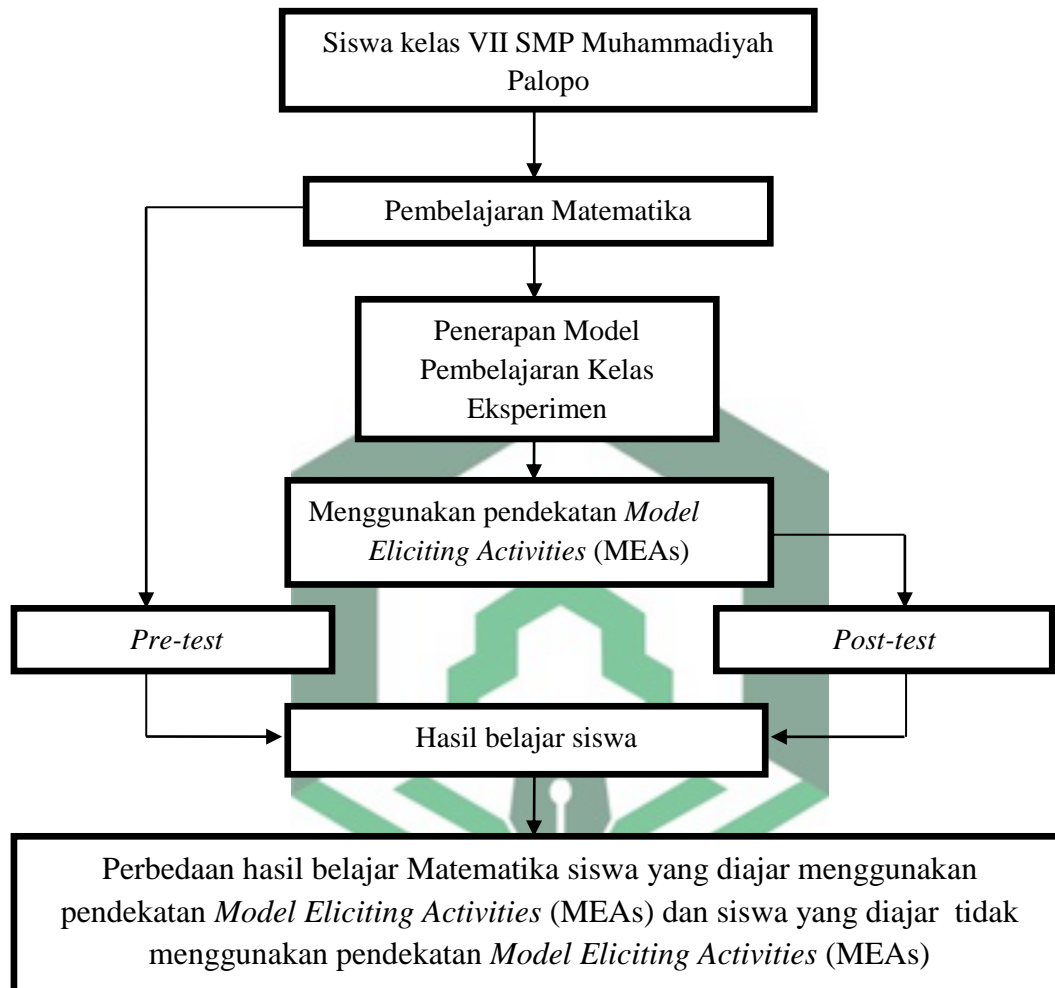 Siswa kelas VII SMP Muhammadiyah
Palopo
Pembelajaran Matematika
Penerapan Model
Pembelajaran Kelas
Eksperimen
Menggunakan pendekatan Model
Eliciting Activities (MEAs)
Pre-test
Post-test
Hasil belajar siswa
Perbedaan hasil belajar Matematika siswa yang diajar menggunakan
pendekatan Model Eliciting Activities (MEAs) dan siswa yang diajar tidak
menggunakan pendekatan Model Eliciting Activities (MEAs)